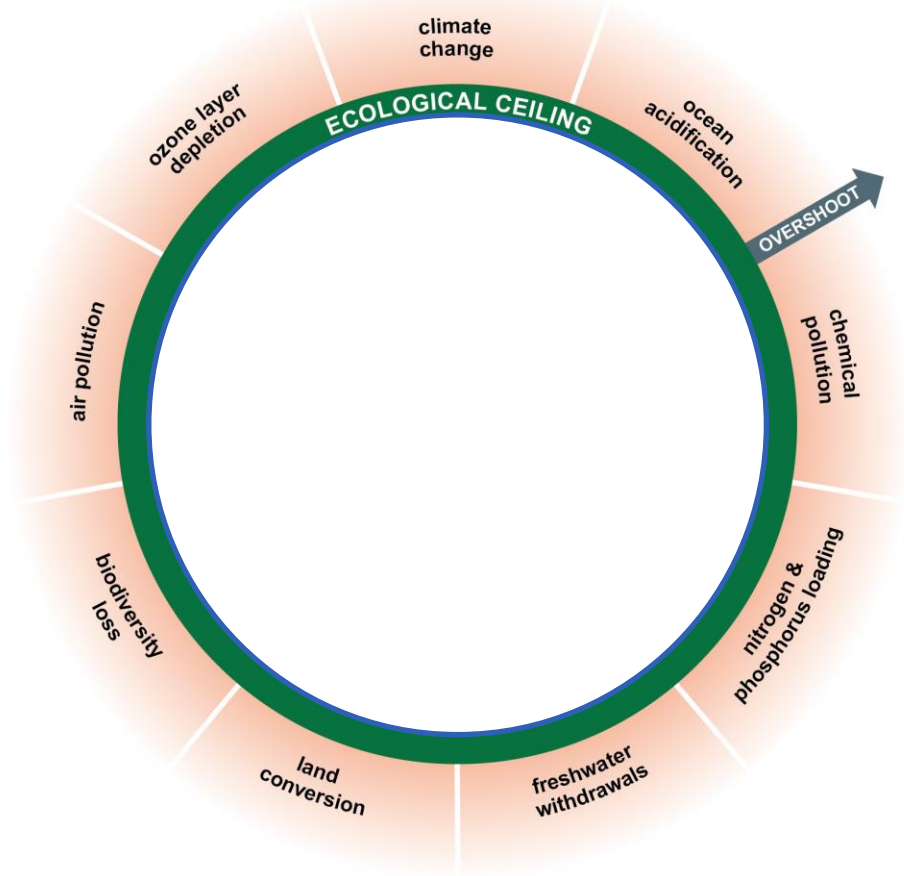 climate
change
ECOLOGICAL CEILING
ocean
acidification
OVERSHOOT
chemical
pollution
nitrogen &
phosphorus loading
freshwater
withdrawals
land
conversion
biodiversity
loss
air pollution
ozone layer
depletion